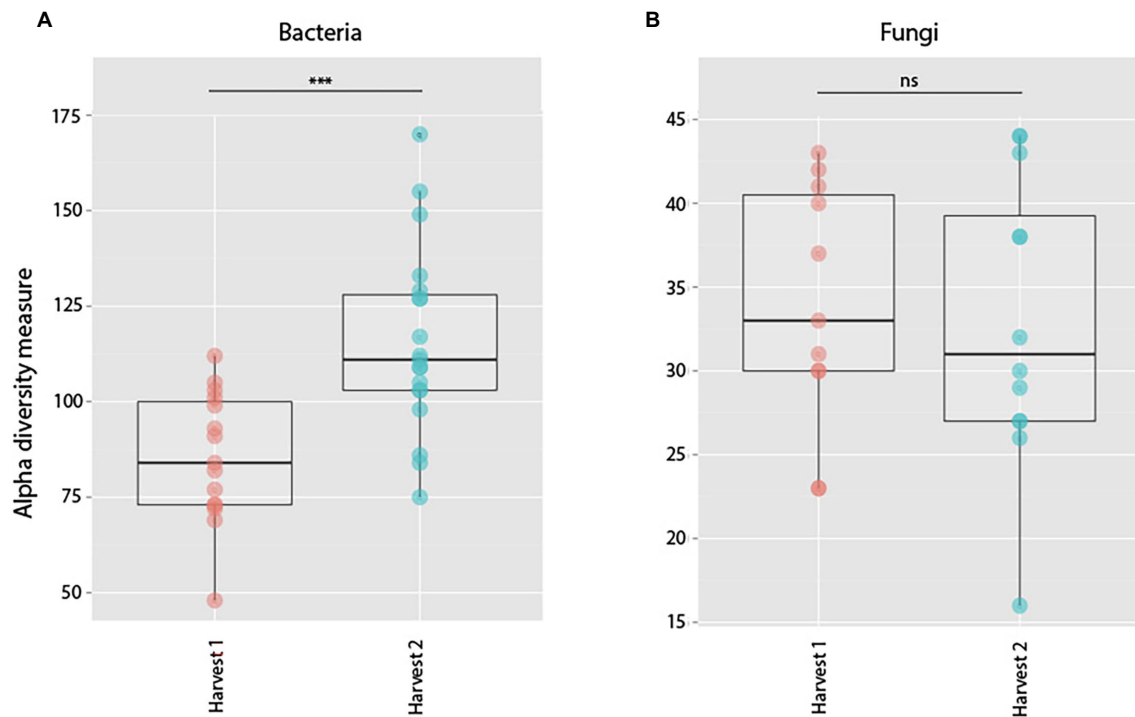 A
Bacteria
***
Alpha diversity measure
175
150
125
100
75
50
Harvest 1
Harvest 2
B
Fungi
ns
45
40
35
30
25
20
15
Harvest 1
Harvest 2